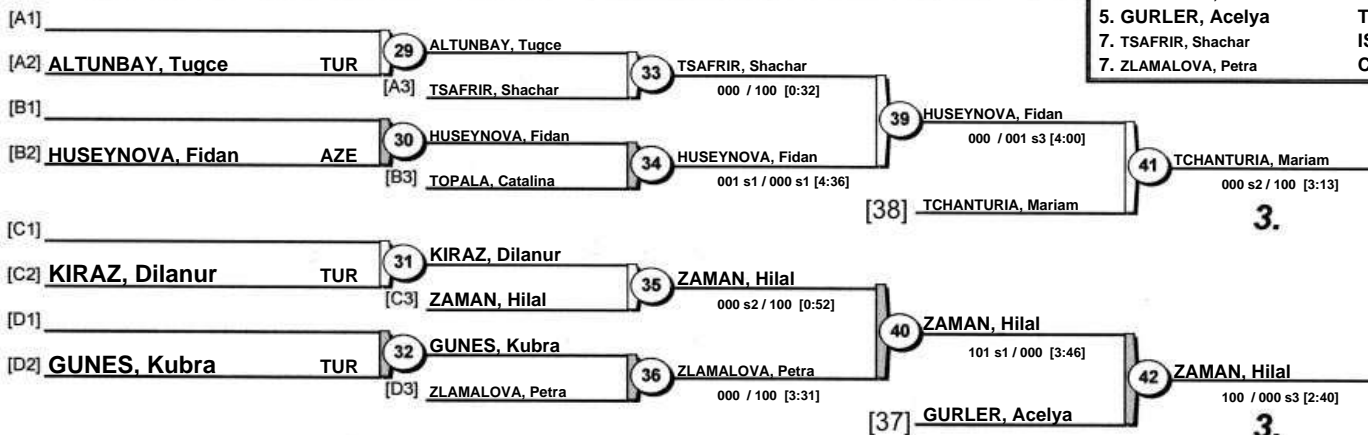 5. GURLER, Acelya T
7. TSAFRIR, Shachar IS
7. ZLAMALOVA, Petra
[A1]
[A2] ALTUNBAY, Tugce TUR
29
ALTUNBAY, Tugce
[A3] TSAFRIR, Shachar
33
TSAFRIR, Shachar
000 / 100 [0:32]
[B1]
[B2] HUSEYNOVA, Fidan AZE
30
HUSEYNOVA, Fidan
[B3] TOPALA, Catalina
34
HUSEYNOVA, Fidan
001 s1 / 000 s1 [4:36]
39
HUSEYNOVA, Fidan
000 / 001 s3 [4:00]
[38] TCHANTURIA, Mariam
41
TCHANTURIA, Mariam
000 s2 / 100 [3:13]
3.
[C1]
[C2] KIRAZ, Dilanur TUR
31
KIRAZ, Dilanur
[C3] ZAMAN, Hilal
35
ZAMAN, Hilal
000 s2 / 100 [0:52]
[D1]
[D2] GUNES, Kubra TUR
32
GUNES, Kubra
[D3] ZLAMALOVA, Petra
36
ZLAMALOVA, Petra
000 / 100 [3:31]
40
ZAMAN, Hilal
101 s1 / 000 [3:46]
[37] GURLER, Acelya
42
ZAMAN, Hilal
100 / 000 s3 [2:40]
3.